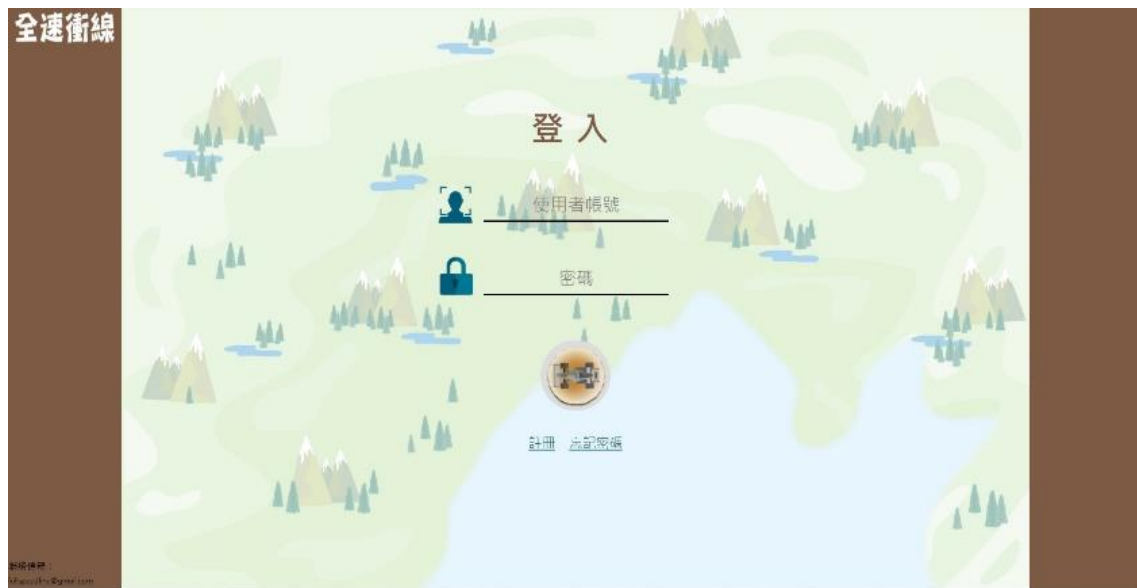 全速衝線
登入
使用者帳號
密碼
註冊 忘記密碼
聯絡信箱：